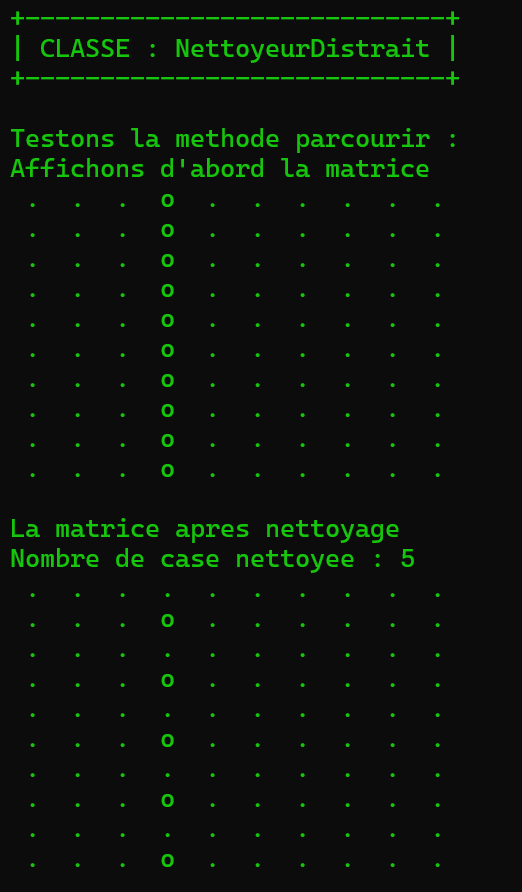 +----------------------------+
| CLASSE : NettoyeurDistrait |
+----------------------------+
Testons la methode parcourir :
Affichons d'abord la matrice
. . . o . . . . . .
. . . o . . . . . .
. . . o . . . . . .
. . . o . . . . . .
. . . o . . . . . .
. . . o . . . . . .
. . . o . . . . . .
. . . o . . . . . .
. . . o . . . . . .
. . . o . . . . . .
La matrice apres nettoyage
Nombre de case nettoyee : 5
. . . . . . . . . .
. . . o . . . . . .
. . . . . . . . . .
. . . o . . . . . .
. . . . . . . . . .
. . . o . . . . . .
. . . . . . . . . .
. . . o . . . . . .
. . . . . . . . . .
. . . o . . . . . .